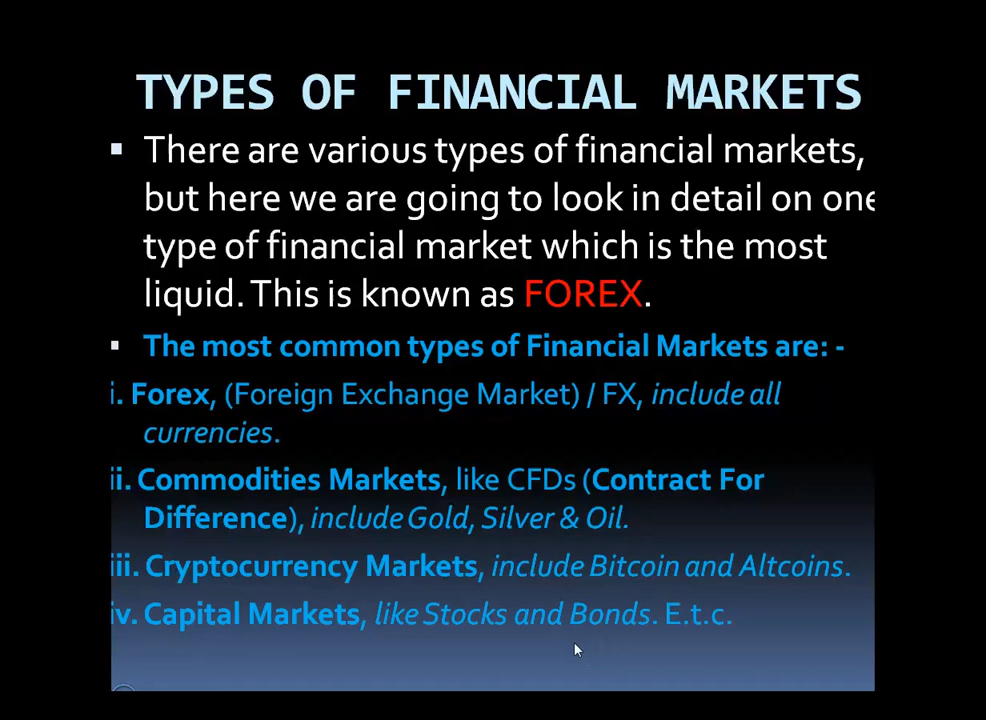 TYPES OF FINANCIAL MARKETS
▪ There are various types of financial markets,
but here we are going to look in detail on one
type of financial market which is the most
liquid. This is known as FOREX.
▪ The most common types of Financial Markets are: -
i. Forex, (Foreign Exchange Market) / FX, include all
currencies.
ii. Commodities Markets, like CFDs (Contract For
Difference), include Gold, Silver & Oil.
iii. Cryptocurrency Markets, include Bitcoin and Altcoins.
iv. Capital Markets, like Stocks and Bonds. E.t.c.